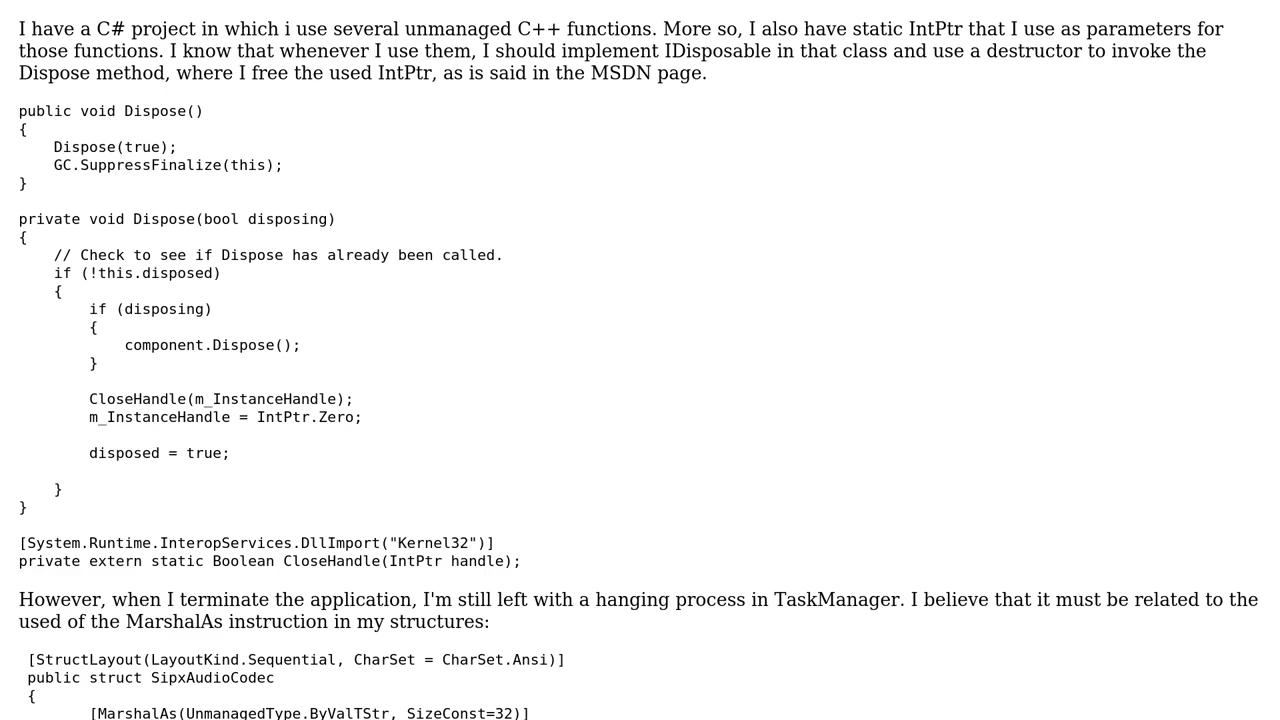 I have a C# project in which i use several unmanaged C++ functions. More so, I also have static IntPtr that I use as parameters for
those functions. I know that whenever I use them, I should implement IDisposable in that class and use a destructor to invoke the
Dispose method, where I free the used IntPtr, as is said in the MSDN page.
public void Dispose()
{
    Dispose(true);
    GC.SuppressFinalize(this);
}
private void Dispose(bool disposing)
{
    // Check to see if Dispose has already been called.
    if (!this.disposed)
    {
        if (disposing)
        {
            component.Dispose();
        }
        CloseHandle(m_InstanceHandle);
        m_InstanceHandle = IntPtr.Zero;
        disposed = true;
    }
}
[System.Runtime.InteropServices.DllImport("Kernel32")]
private extern static Boolean CloseHandle(IntPtr handle);
However, when I terminate the application, I'm still left with a hanging process in TaskManager. I believe that it must be related to the
used of the MarshalAs instruction in my structures:
 [StructLayout(LayoutKind.Sequential, CharSet = CharSet.Ansi)]
 public struct SipxAudioCodec
 {
        [MarshalAs(UnmanagedType.ByValTStr, SizeConst=32)]